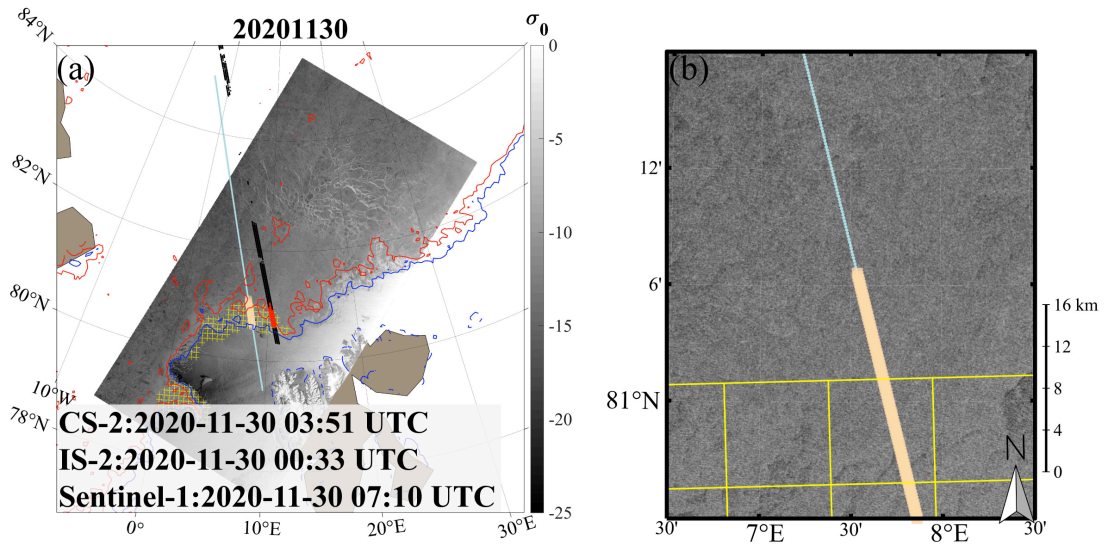 20201130
σ₀
(a)
84°N
82°N
80°N
10°W
78°N
0°
10°E
20°E
30°E
0
-5
-10
-15
-20
-25
CS-2:2020-11-30 03:51 UTC
IS-2:2020-11-30 00:33 UTC
Sentinel-1:2020-11-30 07:10 UTC
(b)
12'
6'
81°N
30'
7°E
30'
8°E
30'
16 km
12
8
4
0
N